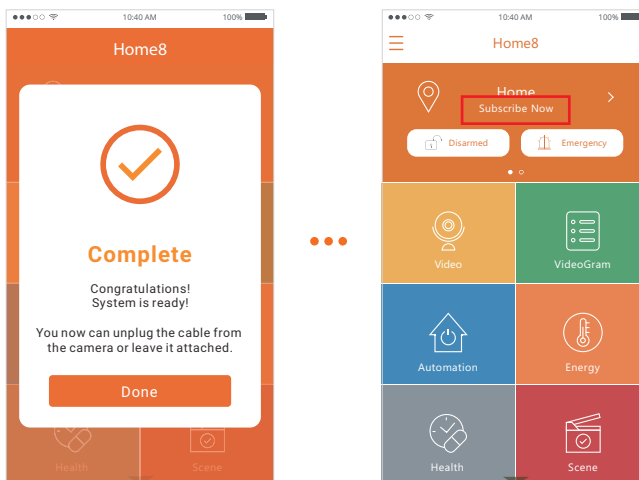 10:40 AM
100%
Home8
Complete
Congratulations!
System is ready!
You now can unplug the cable from
the camera or leave it attached.
Done
Health
Scene
10:40 AM
100%
Home8
Home
Subscribe Now
Disarmed
Emergency
Video
VideoGram
Automation
Energy
Health
Scene